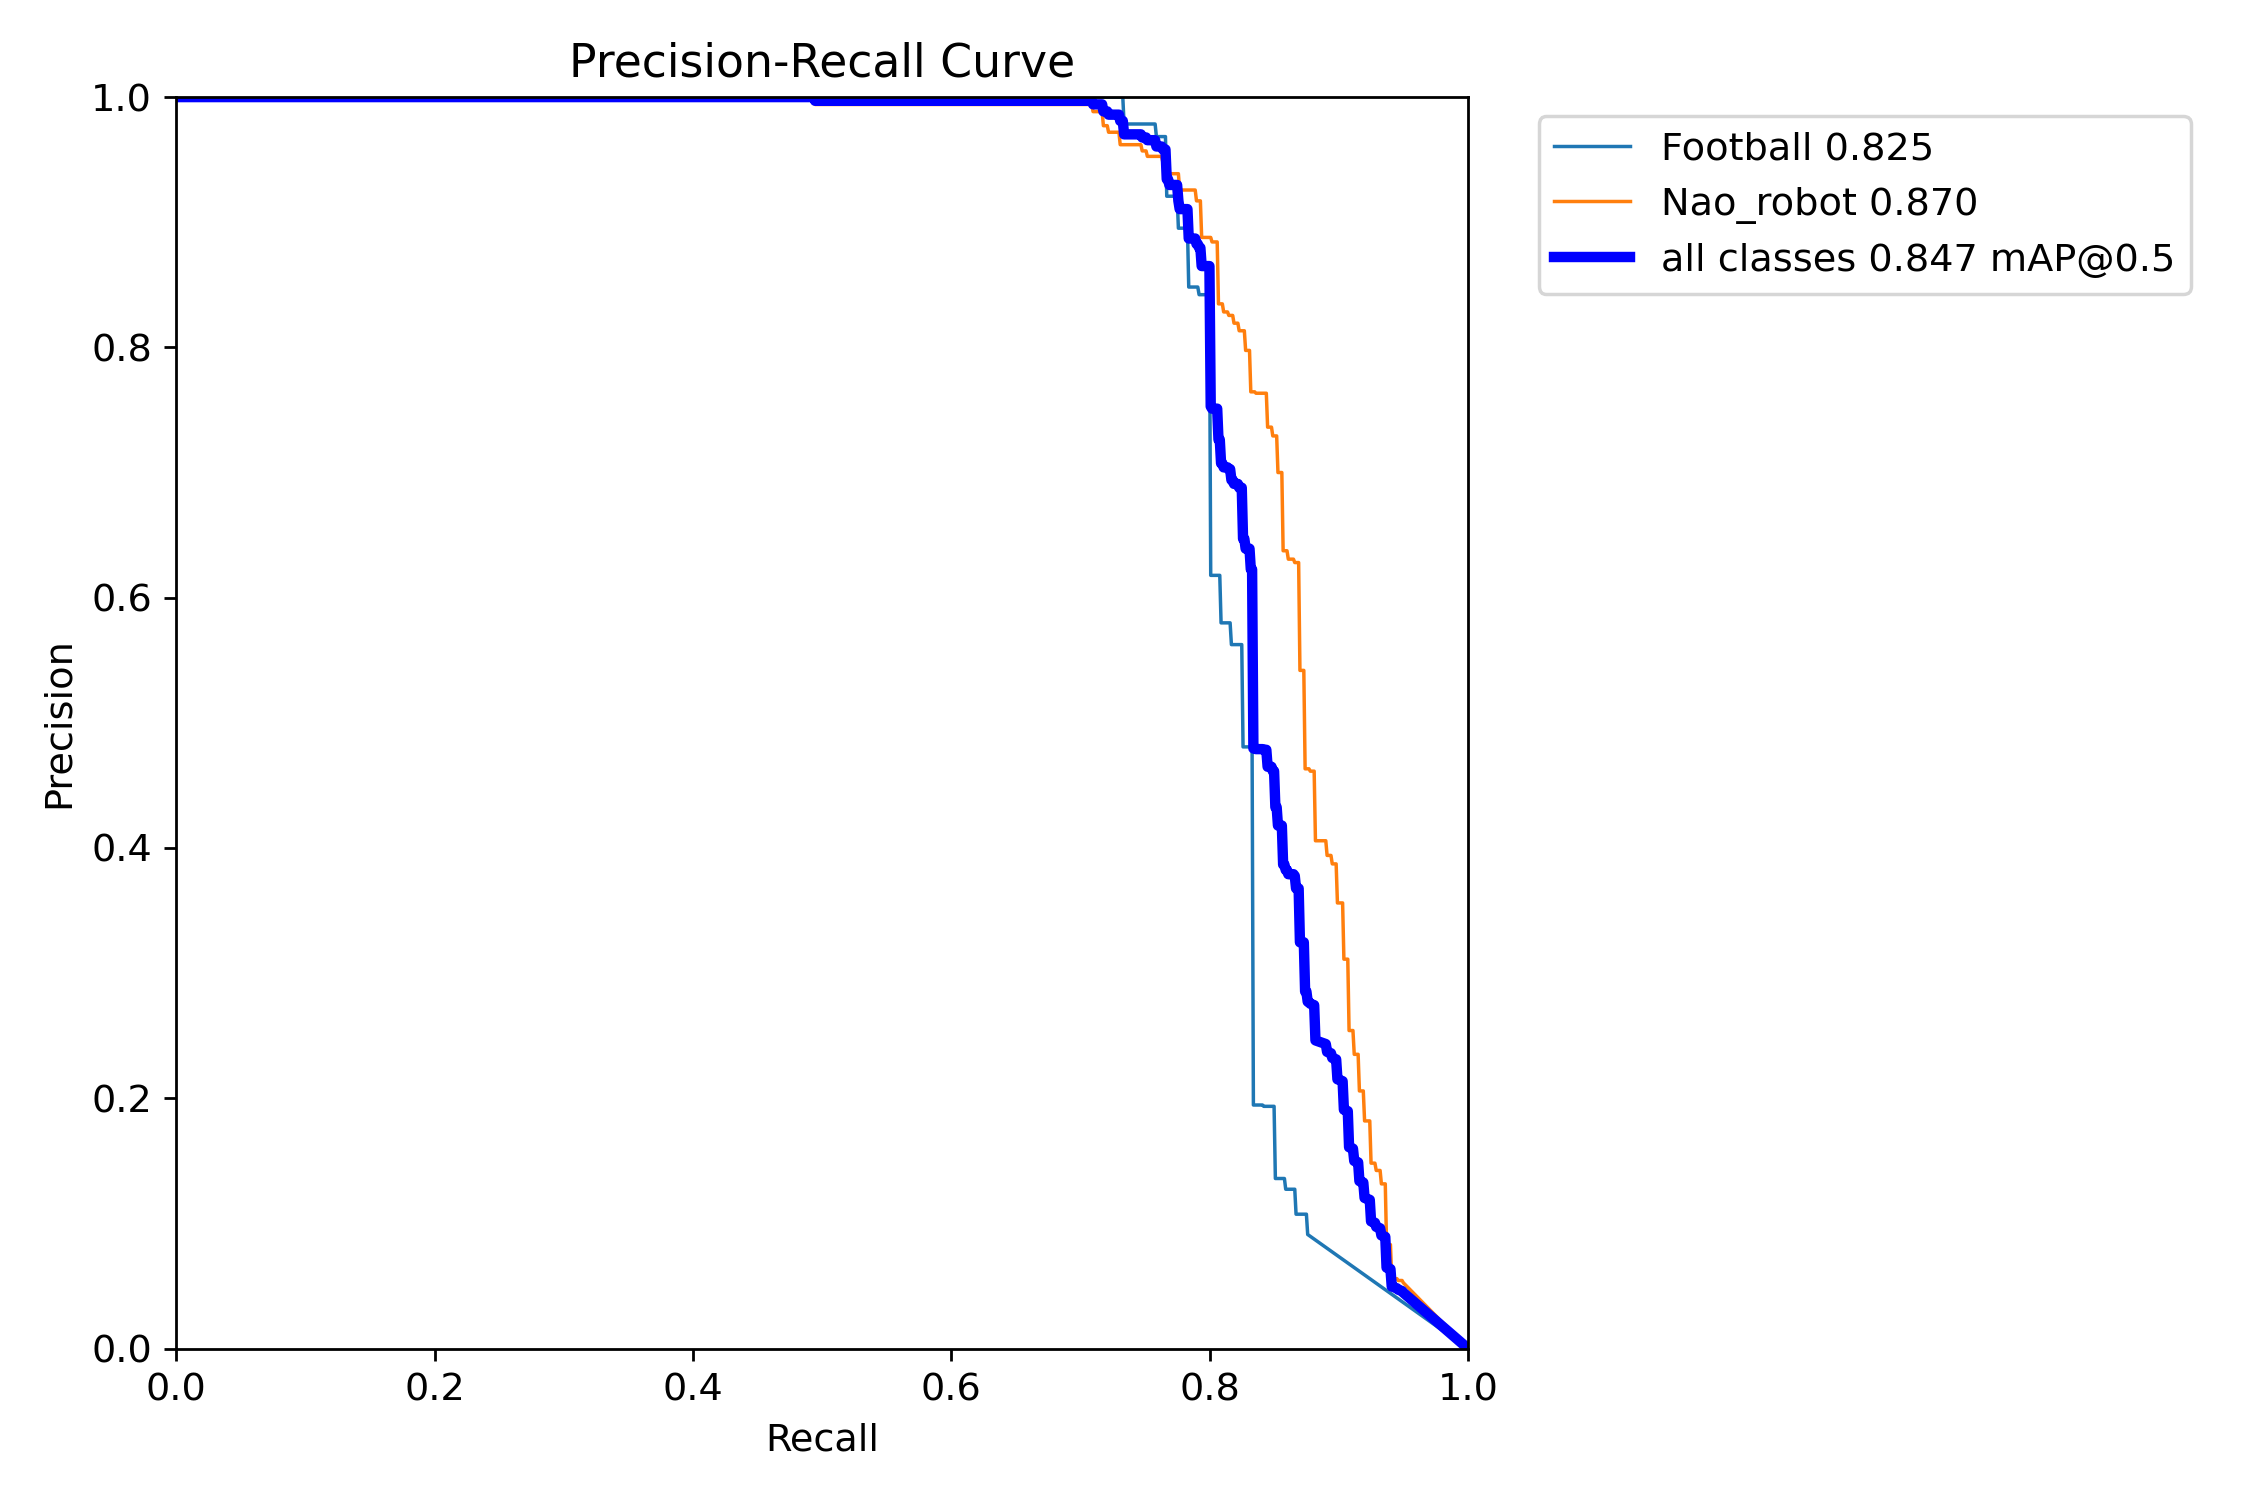 Precision-Recall Curve
1.0
0.8
0.6
0.4
0.2
0.0
Precision
0.0 0.2 0.4 0.6 0.8 1.0
Recall
Football 0.825
Nao_robot 0.870
all classes 0.847 mAP@0.5